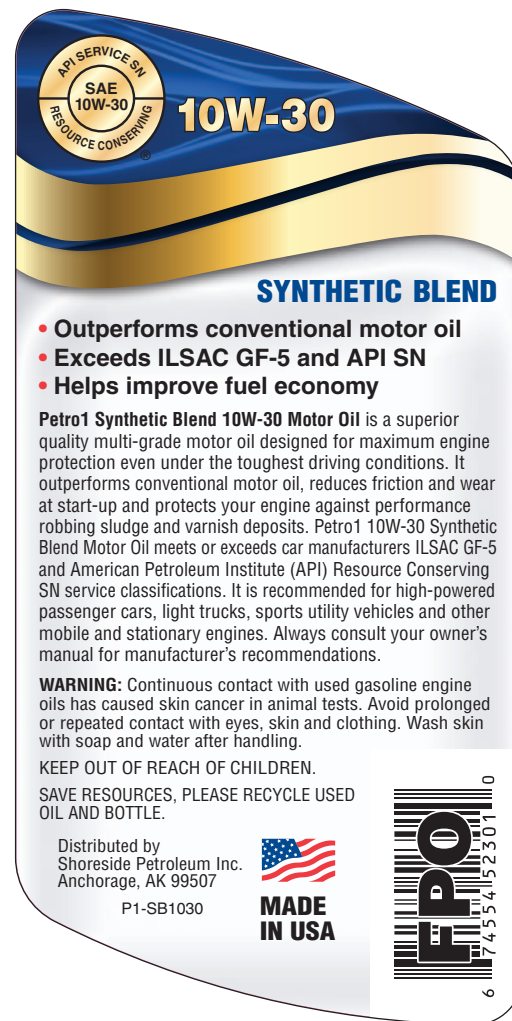 API SERVICE SN
SAE
10W-30
RESOURCE CONSERVING
®
10W-30
SYNTHETIC BLEND
• Outperforms conventional motor oil
• Exceeds ILSAC GF-5 and API SN
• Helps improve fuel economy
Petro1 Synthetic Blend 10W-30 Motor Oil is a superior
quality multi-grade motor oil designed for maximum engine
protection even under the toughest driving conditions. It
outperforms conventional motor oil, reduces friction and wear
at start-up and protects your engine against performance
robbing sludge and varnish deposits. Petro1 10W-30 Synthetic
Blend Motor Oil meets or exceeds car manufacturers ILSAC GF-5
and American Petroleum Institute (API) Resource Conserving
SN service classifications. It is recommended for high-powered
passenger cars, light trucks, sports utility vehicles and other
mobile and stationary engines. Always consult your owner's
manual for manufacturer's recommendations.
WARNING: Continuous contact with used gasoline engine
oils has caused skin cancer in animal tests. Avoid prolonged
or repeated contact with eyes, skin and clothing. Wash skin
with soap and water after handling.
KEEP OUT OF REACH OF CHILDREN.
SAVE RESOURCES, PLEASE RECYCLE USED
OIL AND BOTTLE.
Distributed by
Shoreside Petroleum Inc.
Anchorage, AK 99507
P1-SB1030
MADE
IN USA
FPO
6 74554 52301 0